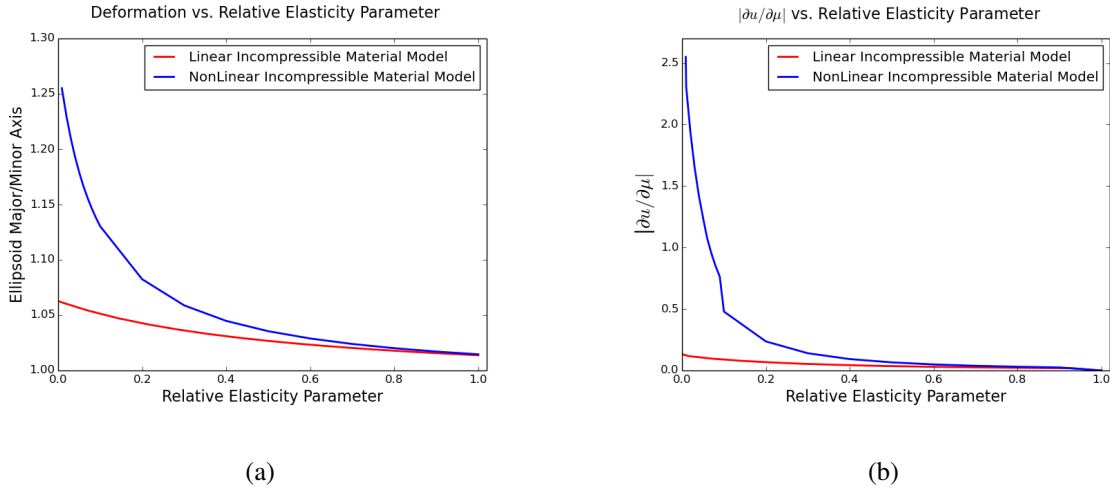 Deformation vs. Relative Elasticity Parameter
1.30
1.25
1.20
1.15
1.10
1.05
1.00
Ellipsoid Major/Minor Axis
Linear Incompressible Material Model
NonLinear Incompressible Material Model
0.0 0.2 0.4 0.6 0.8 1.0
Relative Elasticity Parameter
(a)
|∂u/∂μ| vs. Relative Elasticity Parameter
2.5
2.0
1.5
1.0
0.5
0.0
|∂u/∂μ|
Linear Incompressible Material Model
NonLinear Incompressible Material Model
0.0 0.2 0.4 0.6 0.8 1.0
Relative Elasticity Parameter
(b)